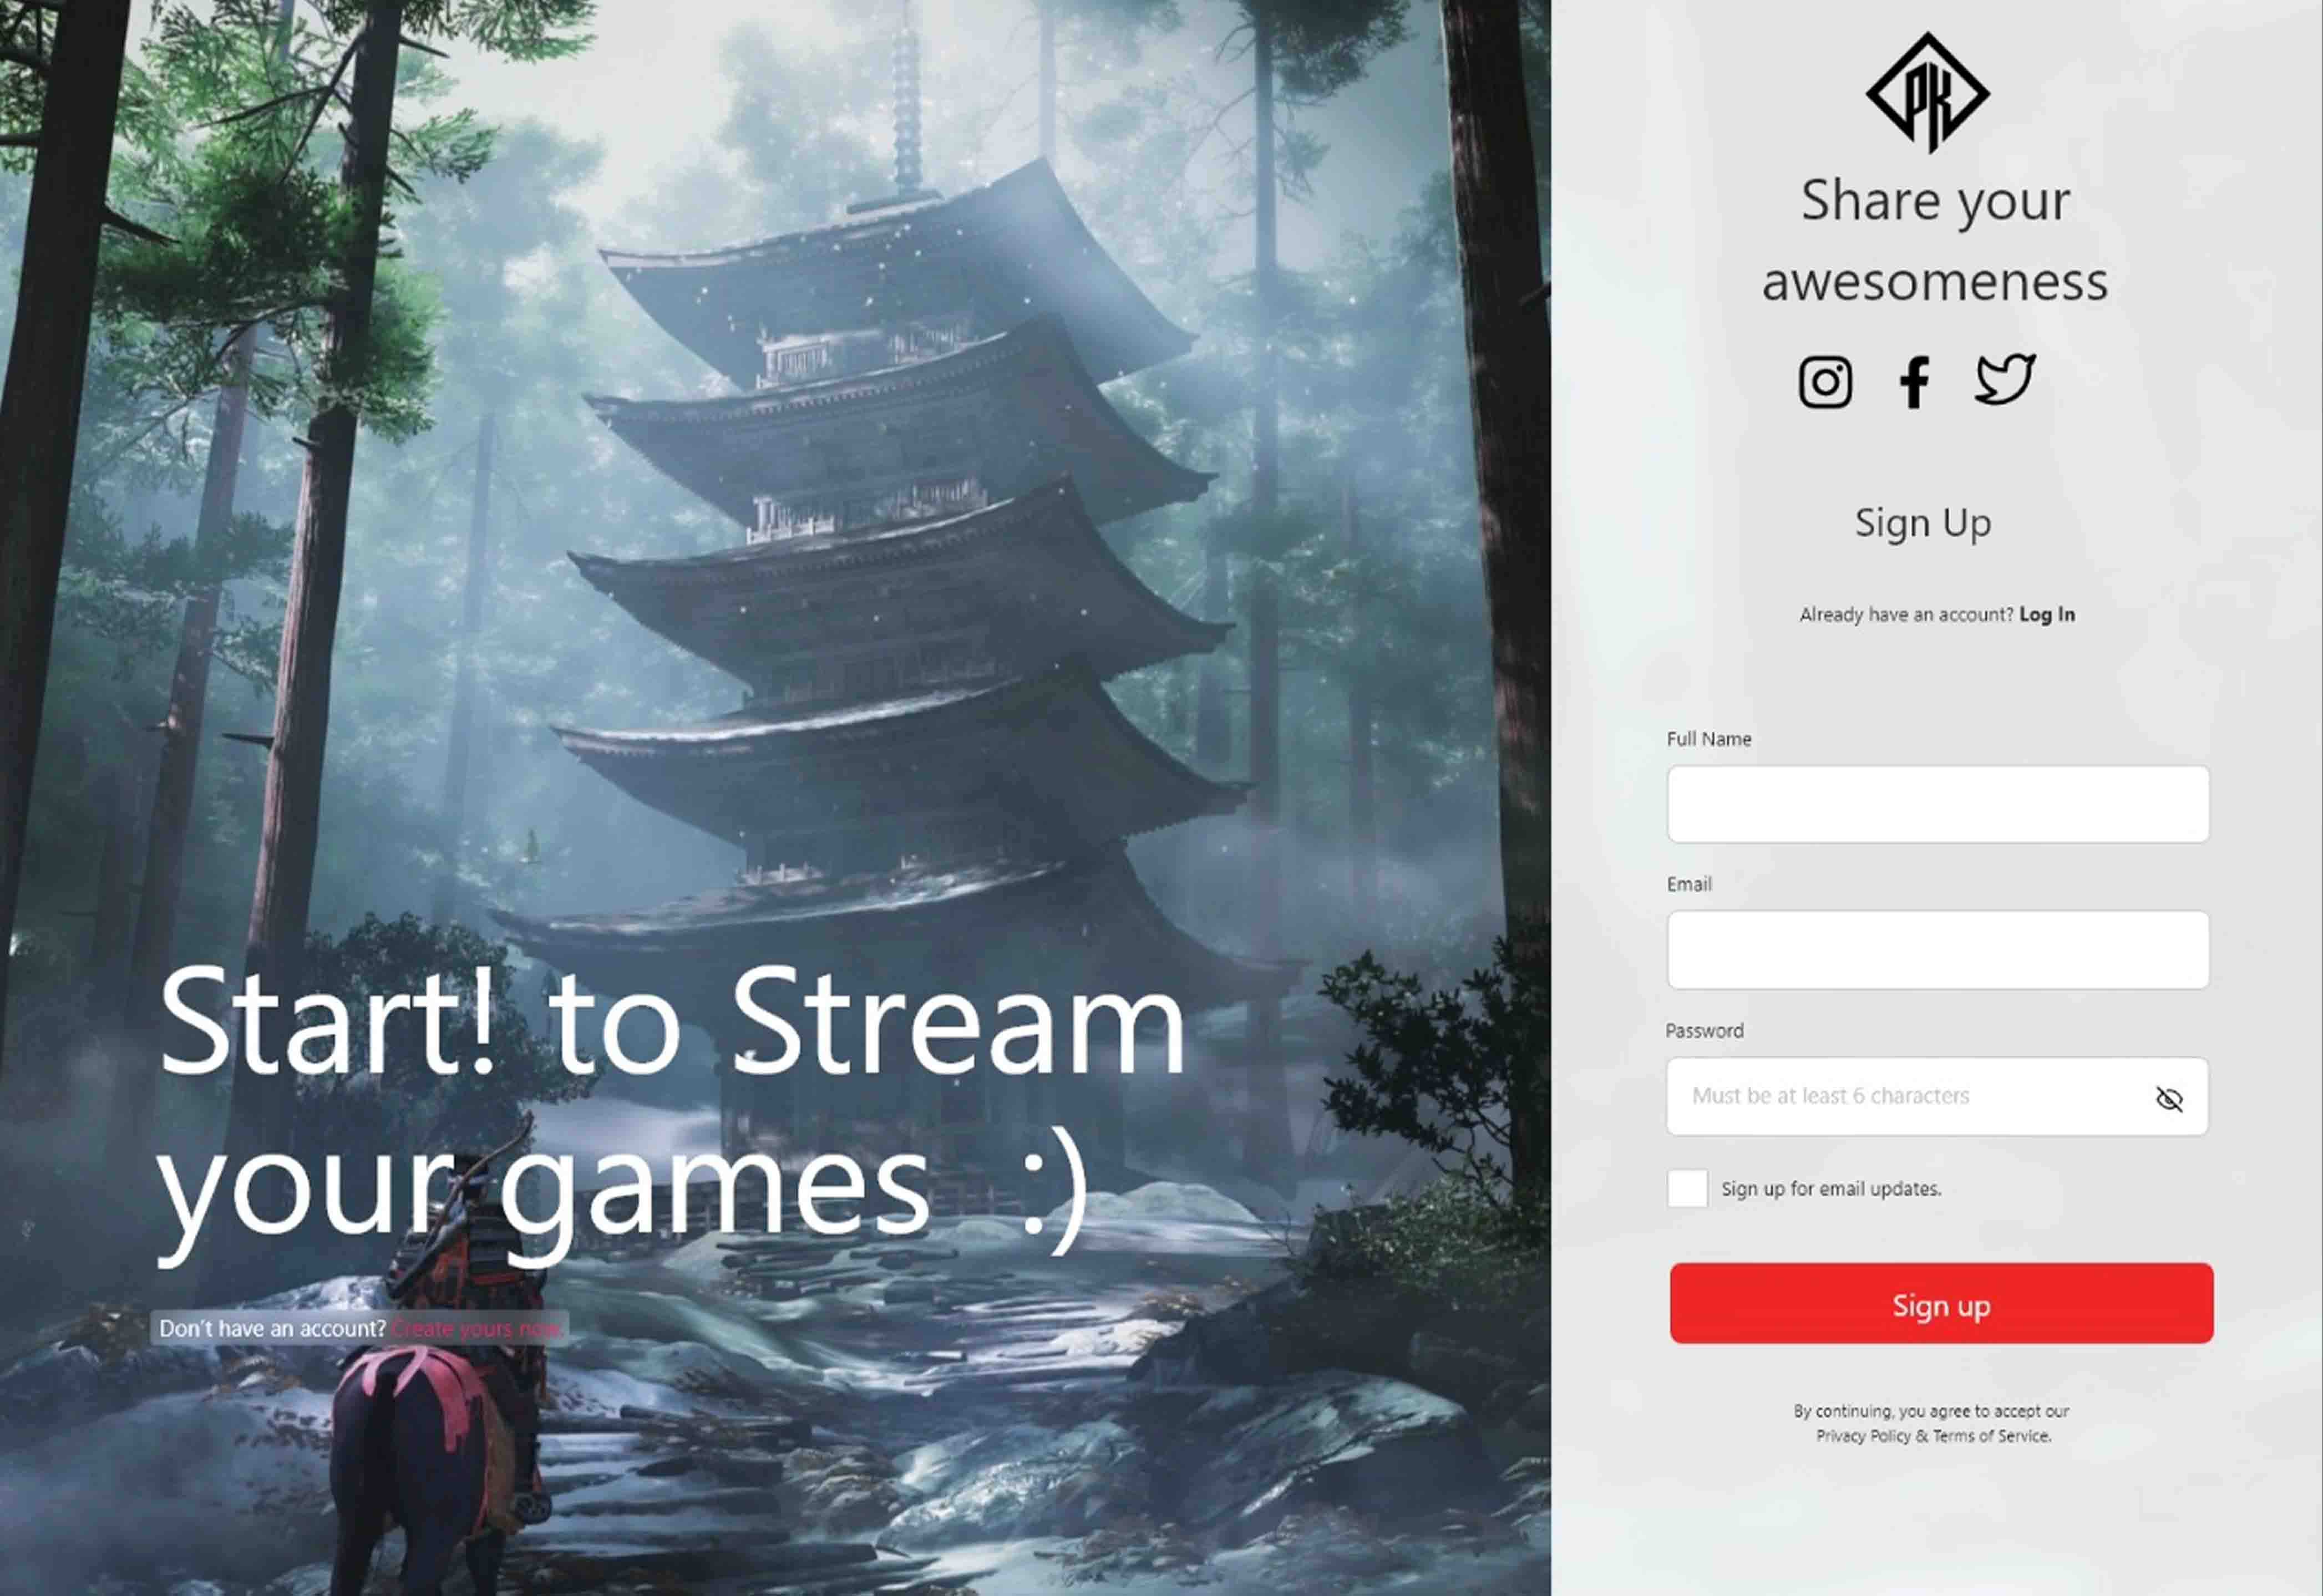 Start! to Stream
your games :)
Don't have an account? Create yours now.
PK
Share your
awesomeness
Sign Up
Already have an account? Log In
Full Name
Email
Password
Must be at least 6 characters
Sign up for email updates.
Sign up
By continuing, you agree to accept our
Privacy Policy & Terms of Service.